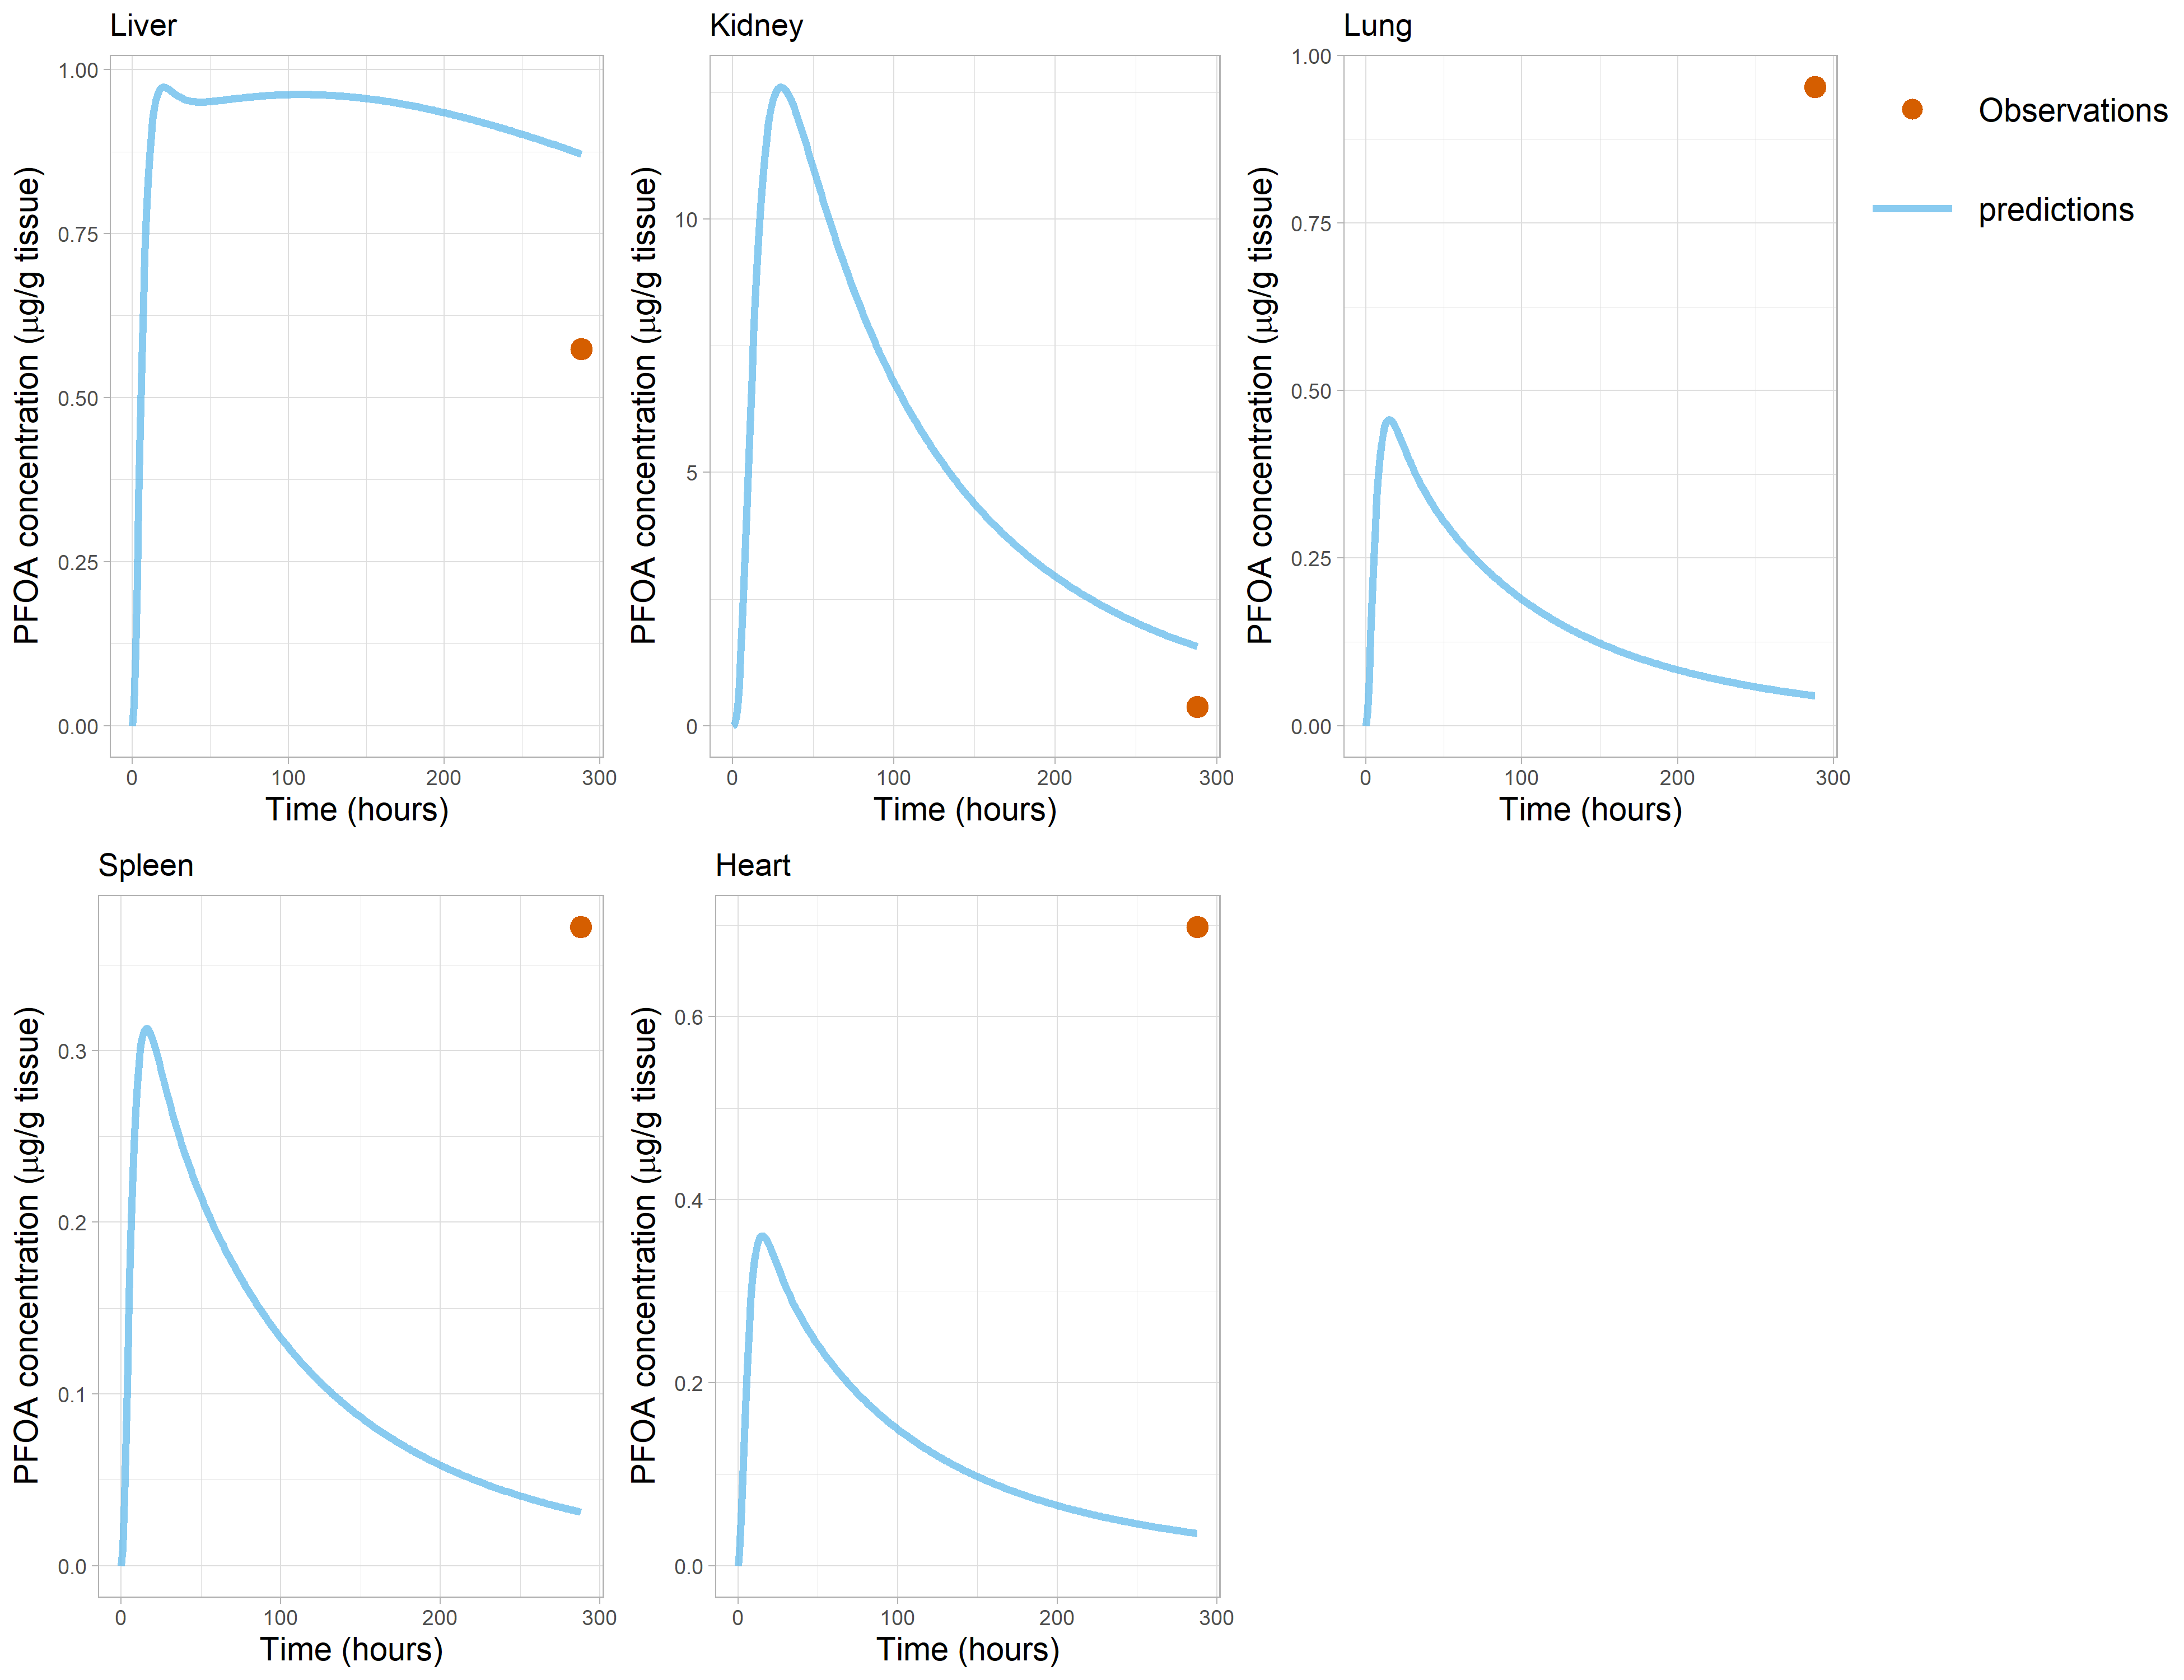 Liver
PFOA concentration (μg/g tissue)
1.00
0.75
0.50
0.25
0.00
0 100 200 300
Time (hours)
Kidney
PFOA concentration (μg/g tissue)
10
5
0
0 100 200 300
Time (hours)
Lung
PFOA concentration (μg/g tissue)
1.00
0.75
0.50
0.25
0.00
0 100 200 300
Time (hours)
Observations
predictions
Spleen
PFOA concentration (μg/g tissue)
0.3
0.2
0.1
0.0
0 100 200 300
Time (hours)
Heart
PFOA concentration (μg/g tissue)
0.6
0.4
0.2
0.0
0 100 200 300
Time (hours)